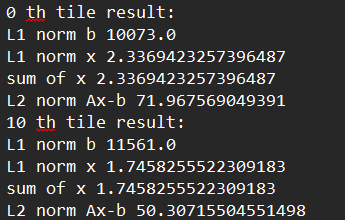 0 th tile result:
L1 norm b 10073.0
L1 norm x 2.3369423257396487
sum of x 2.3369423257396487
L2 norm Ax-b 71.967569049391
10 th tile result:
L1 norm b 11561.0
L1 norm x 1.7458255522309183
sum of x 1.7458255522309183
L2 norm Ax-b 50.30715504551498